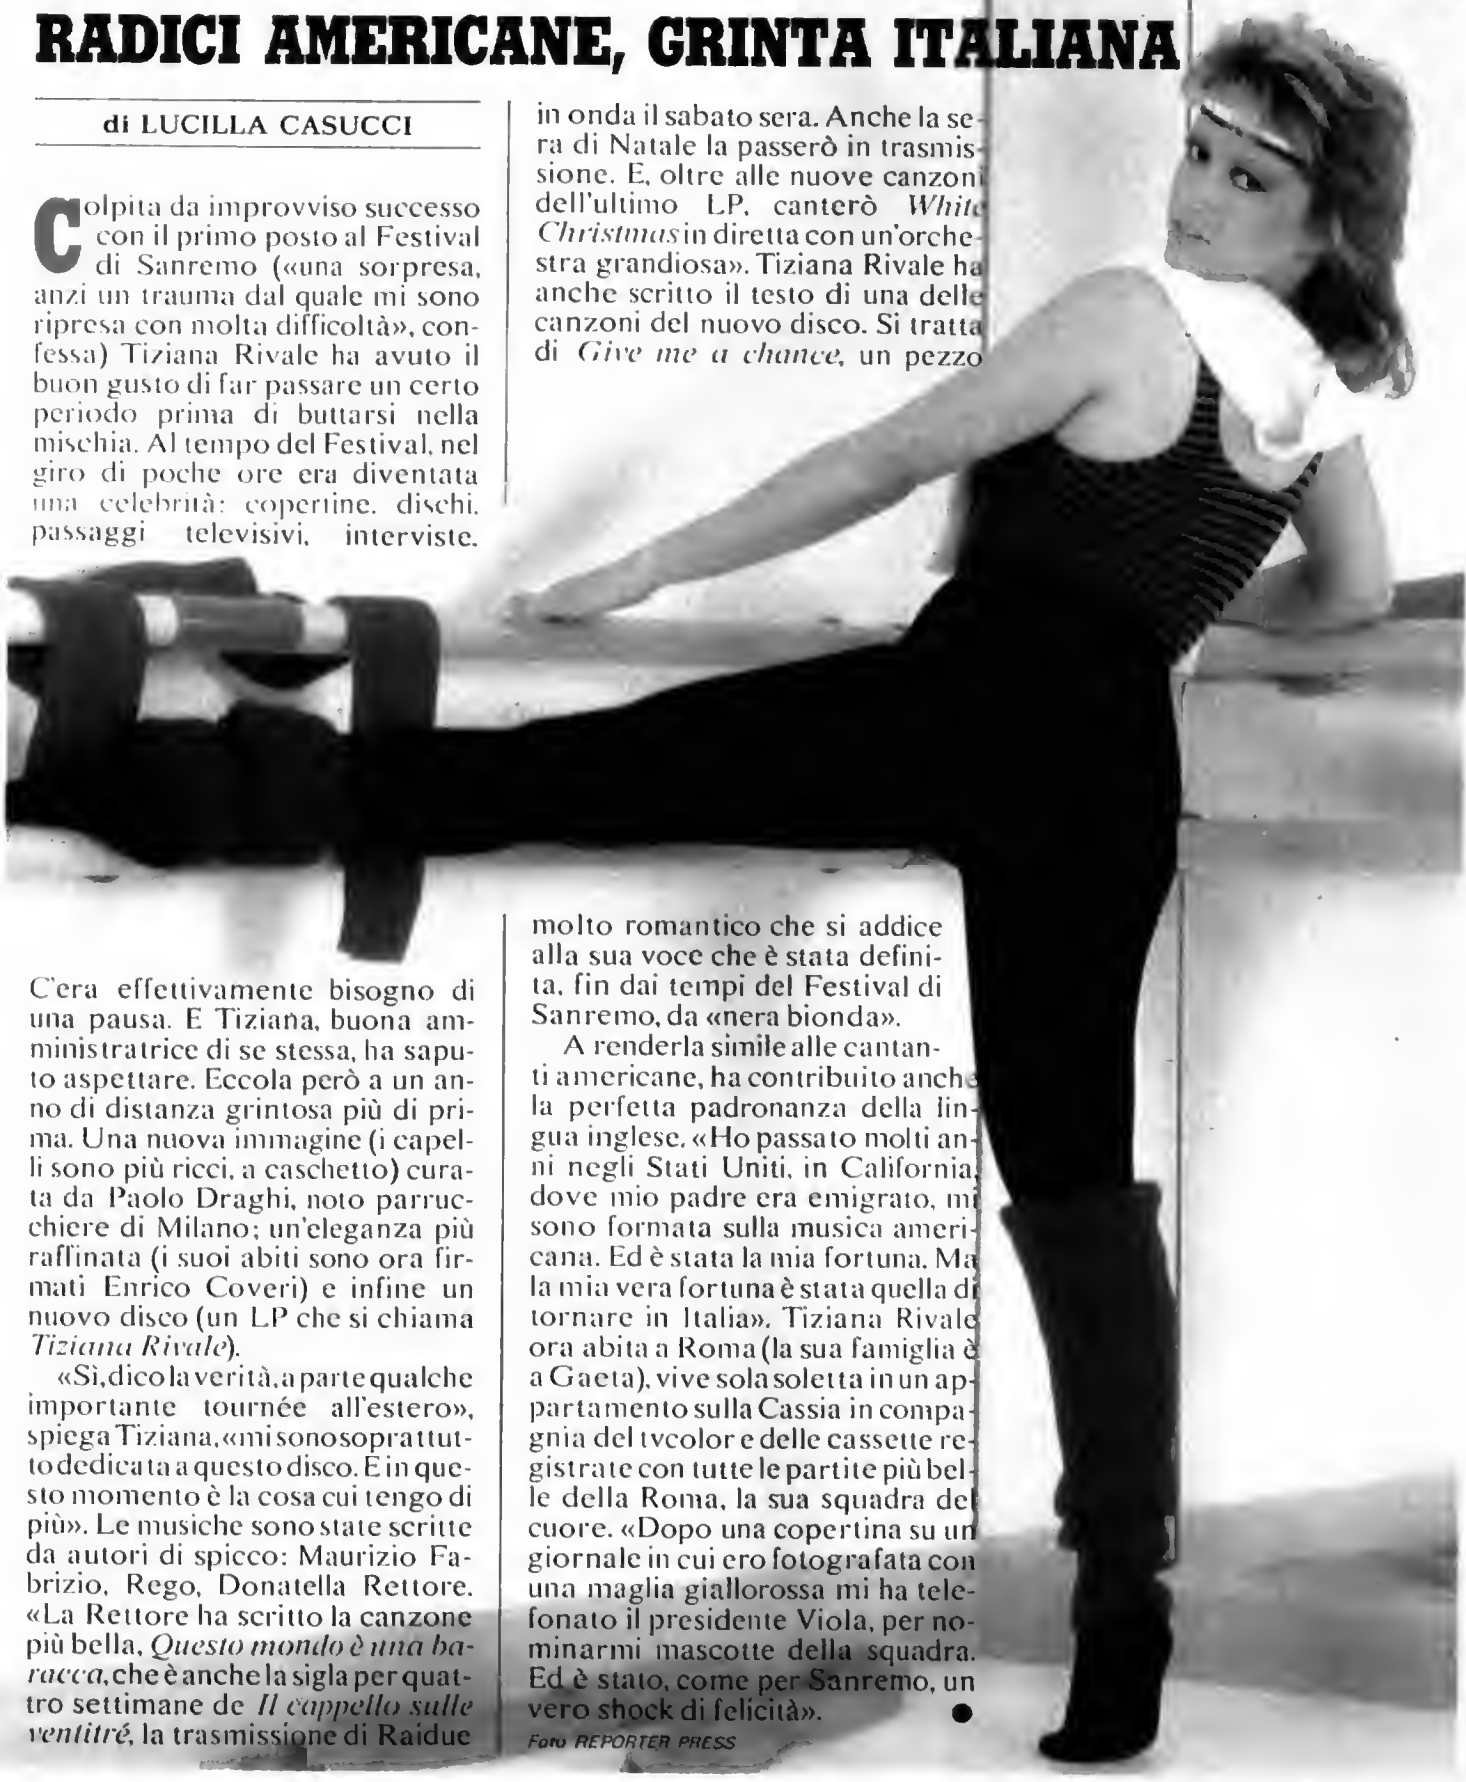 RADICI AMERICANE, GRINTA ITALIANA
di LUCILLA CASUCCI
Colpita da improvviso successo
con il primo posto al Festival
di Sanremo («una sorpresa,
anzi un trauma dal quale mi sono
ripresa con molta difficoltà», con-
fessa) Tiziana Rivale ha avuto il
buon gusto di far passare un certo
periodo prima di buttarsi nella
mischia. Al tempo del Festival, nel
giro di poche ore era diventata
una celebrità: copertine, dischi,
passaggi televisivi, interviste.
C'era effettivamente bisogno di
una pausa. E Tiziana, buona am-
ministratrice di se stessa, ha sapu-
to aspettare. Eccola però a un an-
no di distanza grintosa più di pri-
ma. Una nuova immagine (i capel-
li sono più ricci, a caschetto) cura-
ta da Paolo Draghi, noto parruc-
chiere di Milano; un'eleganza più
raffinata (i suoi abiti sono ora fir-
mati Enrico Coveri) e infine un
nuovo disco (un LP che si chiama
Tiziana Rivale).
«Sì, dico la verità, a parte qualche
importante tournée all'estero»,
spiega Tiziana, «mi sono soprattut-
to dedicata a questo disco. E in que-
sto momento è la cosa cui tengo di
più». Le musiche sono state scritte
da autori di spicco: Maurizio Fa-
brizio, Rego, Donatella Rettore.
«La Rettore ha scritto la canzone
più bella, Questo mondo è una ba-
racca, che è anche la sigla per quat-
tro settimane de Il cappello sulle
ventitré, la trasmissione di Raidue
in onda il sabato sera. Anche la se-
ra di Natale la passerò in trasmis-
sione. E, oltre alle nuove canzoni
dell'ultimo LP, canterò White
Christmas in diretta con un'orche-
stra grandiosa». Tiziana Rivale ha
anche scritto il testo di una delle
canzoni del nuovo disco. Si tratta
di Give me a chance, un pezzo
molto romantico che si addice
alla sua voce che è stata defini-
ta, fin dai tempi del Festival di
Sanremo, da «nera bionda».
A renderla simile alle cantan-
ti americane, ha contribuito anche
la perfetta padronanza della lin-
gua inglese. «Ho passato molti an-
ni negli Stati Uniti, in California,
dove mio padre era emigrato, mi
sono formata sulla musica ameri-
cana. Ed è stata la mia fortuna. Ma
la mia vera fortuna è stata quella di
tornare in Italia». Tiziana Rivale
ora abita a Roma (la sua famiglia è
a Gaeta), vive sola soletta in un ap-
partamento sulla Cassia in compa-
gnia del tvcolor e delle cassette re-
gistrate con tutte le partite più bel-
le della Roma, la sua squadra del
cuore. «Dopo una copertina su un
giornale in cui ero fotografata con
una maglia giallorossa mi ha tele-
fonato il presidente Viola, per no-
minarmi mascotte della squadra.
Ed è stato, come per Sanremo, un
vero shock di felicità». ●
Foto REPORTER PRESS